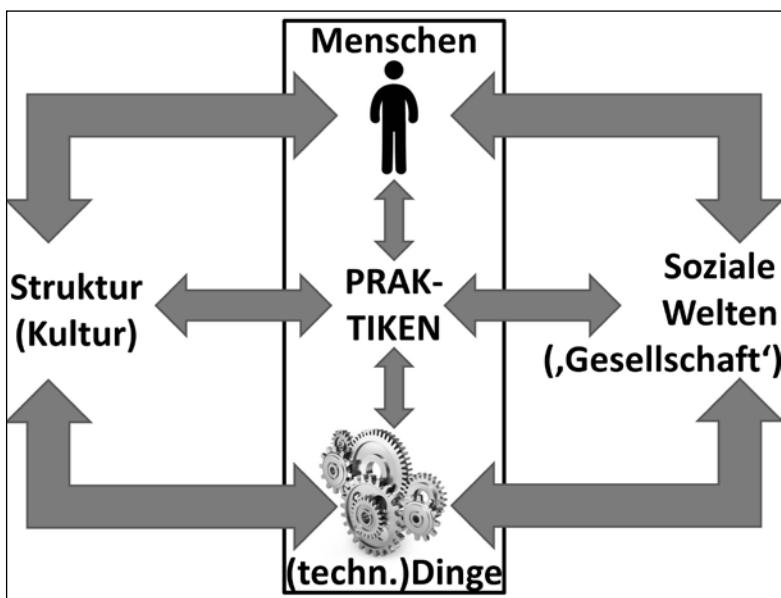 Menschen
Struktur
(Kultur)
PRAK-
TIKEN
Soziale
Welten
(‚Gesellschaft‘)
(techn.)Dinge